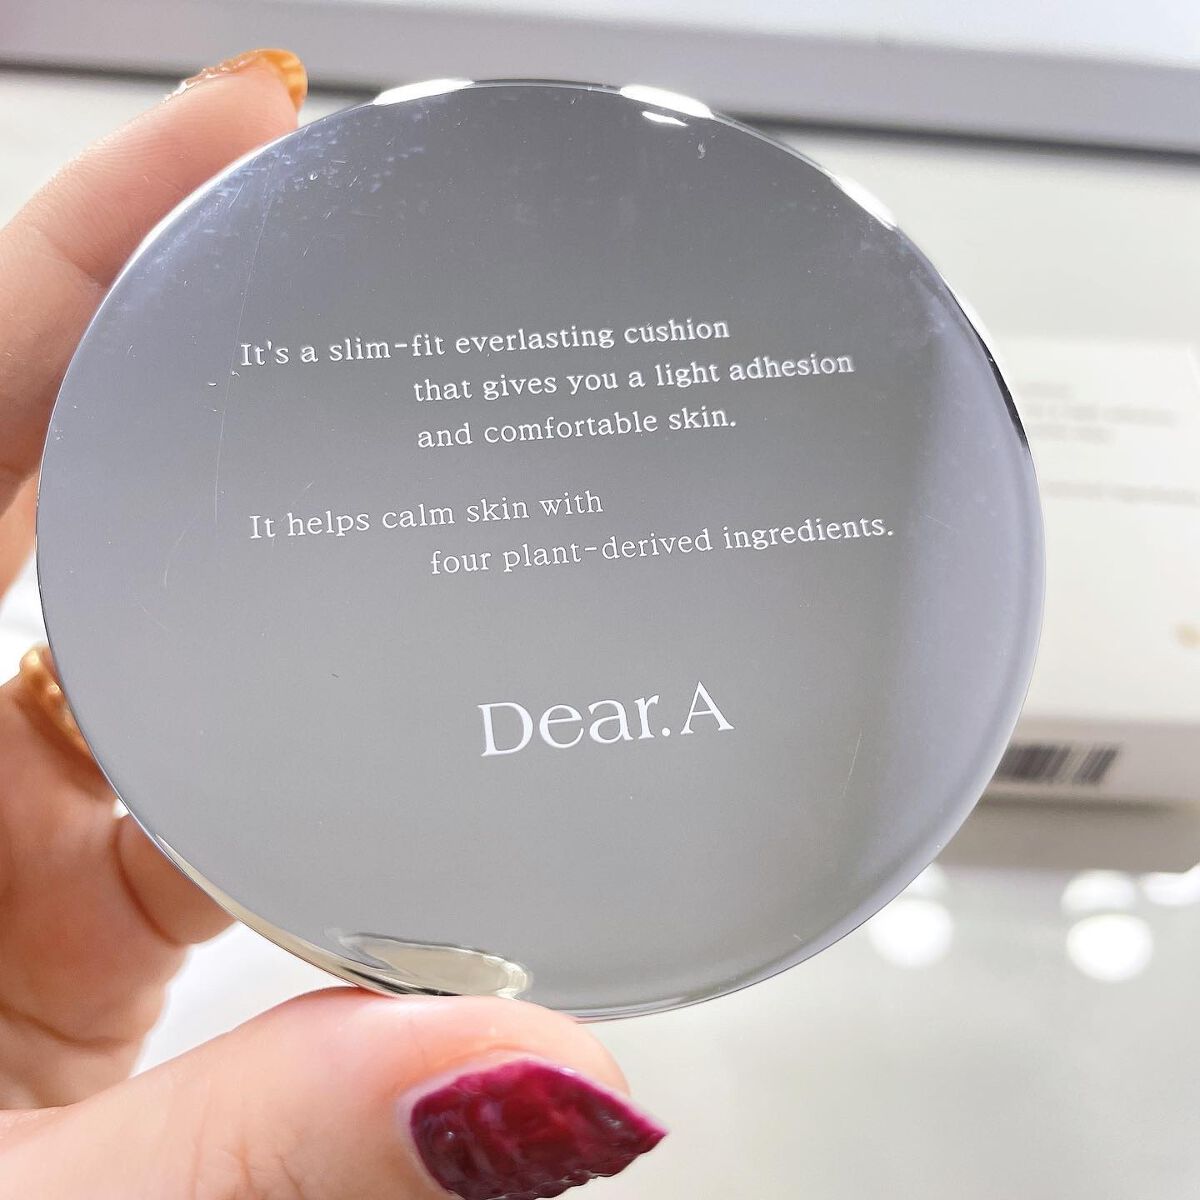 It's a slim-fit everlasting cushion
that gives you a light adhesion
and comfortable skin.
It helps calm skin with
four plant-derived ingredients.
Dear.A